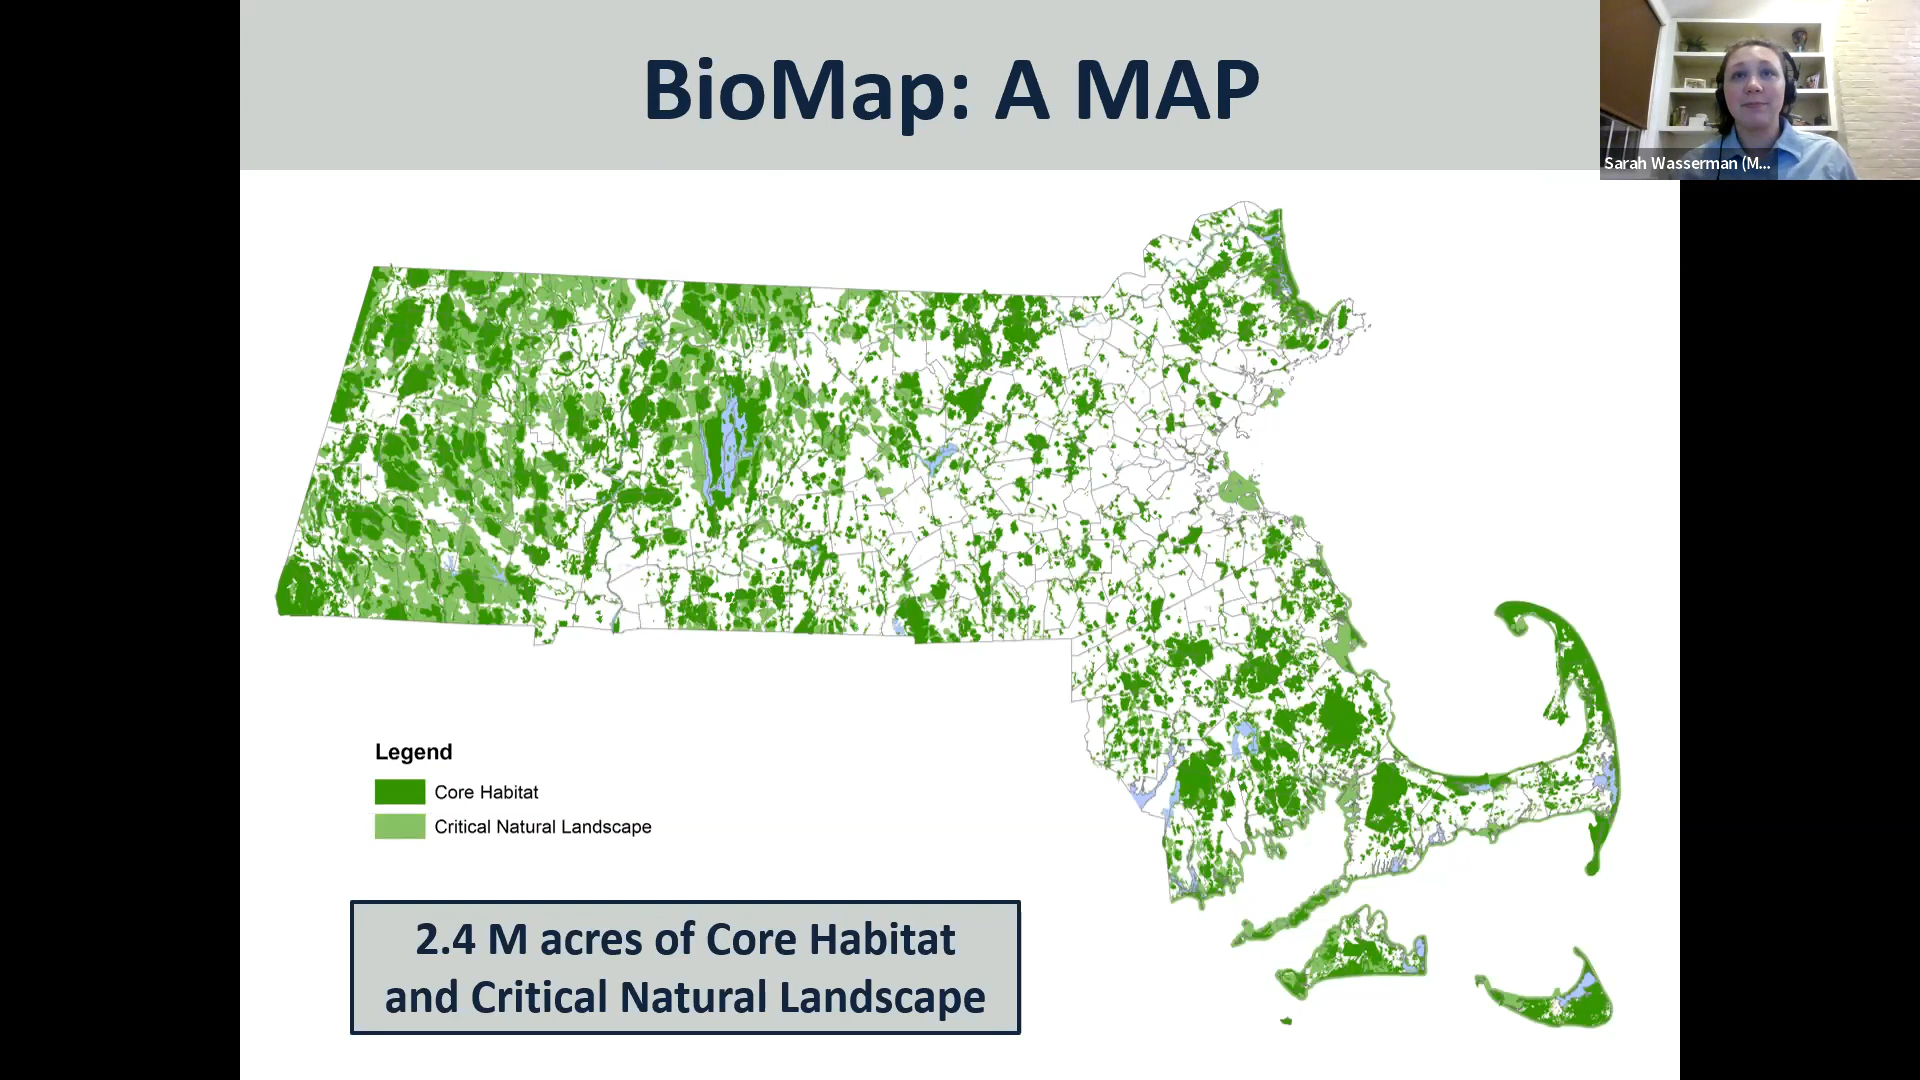 BioMap: A MAP
Sarah Wasserman (M...
Legend
Core Habitat
Critical Natural Landscape
2.4 M acres of Core Habitat
and Critical Natural Landscape